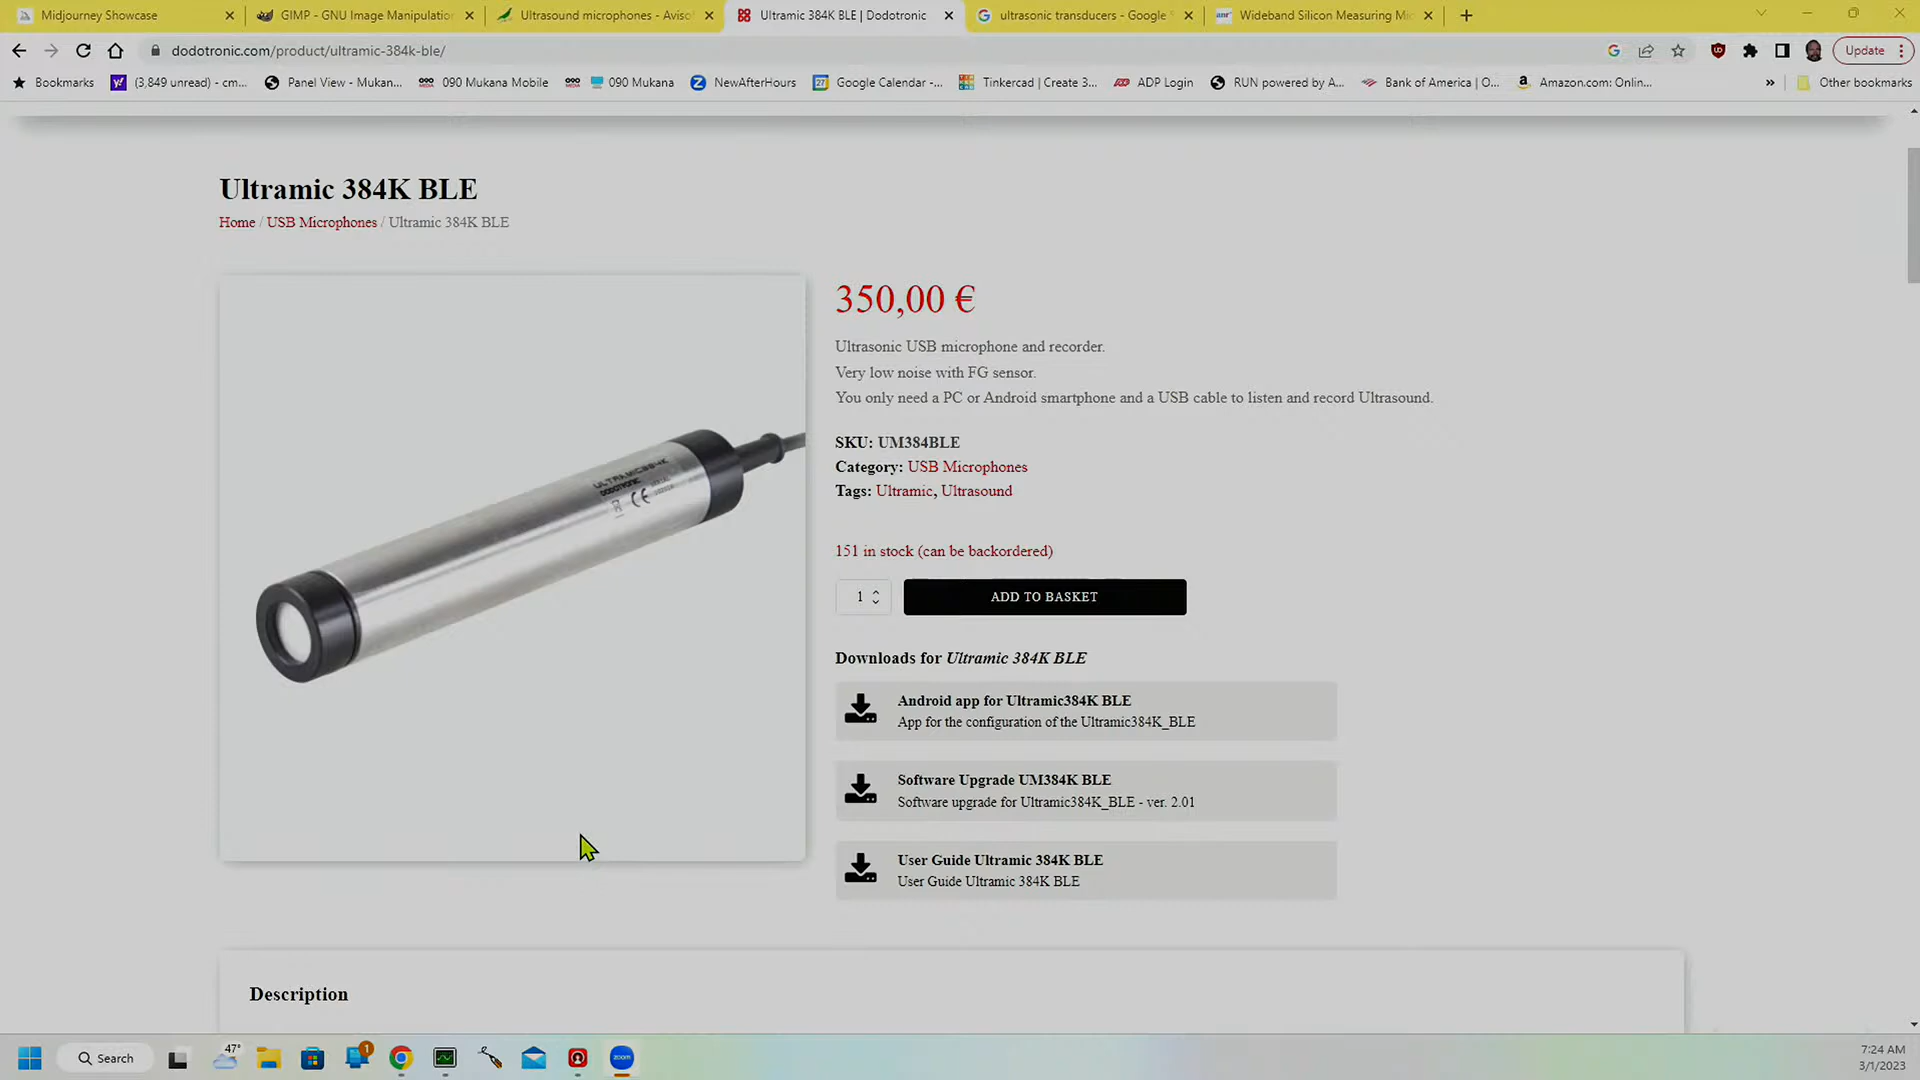 Midjourney Showcase
GIMP - GNU Image Manipulation
Ultrasound microphones - Aviso
Ultramic 384K BLE | Dodotronic
ultrasonic transducers - Google
Wideband Silicon Measuring Mi
dodotronic.com/product/ultramic-384k-ble/
Update
Bookmarks
(3,849 unread) - cm...
Panel View - Mukan...
090 Mukana Mobile
090 Mukana
NewAfterHours
27
Google Calendar -...
Tinkercad | Create 3...
ADP Login
RUN powered by A...
Bank of America | O...
Amazon.com: Onlin...
»
Other bookmarks
Ultramic 384K BLE
Home / USB Microphones / Ultramic 384K BLE
ULTRAMIC384K
DODOTRONIC
CE
350,00 €
Ultrasonic USB microphone and recorder.
Very low noise with FG sensor.
You only need a PC or Android smartphone and a USB cable to listen and record Ultrasound.
SKU: UM384BLE
Category: USB Microphones
Tags: Ultramic, Ultrasound
151 in stock (can be backordered)
1
ADD TO BASKET
Downloads for Ultramic 384K BLE
Android app for Ultramic384K BLE
App for the configuration of the Ultramic384K_BLE
Software Upgrade UM384K BLE
Software upgrade for Ultramic384K_BLE - ver. 2.01
User Guide Ultramic 384K BLE
User Guide Ultramic 384K BLE
Description
Search
47°
1
zoom
7:24 AM
3/1/2023